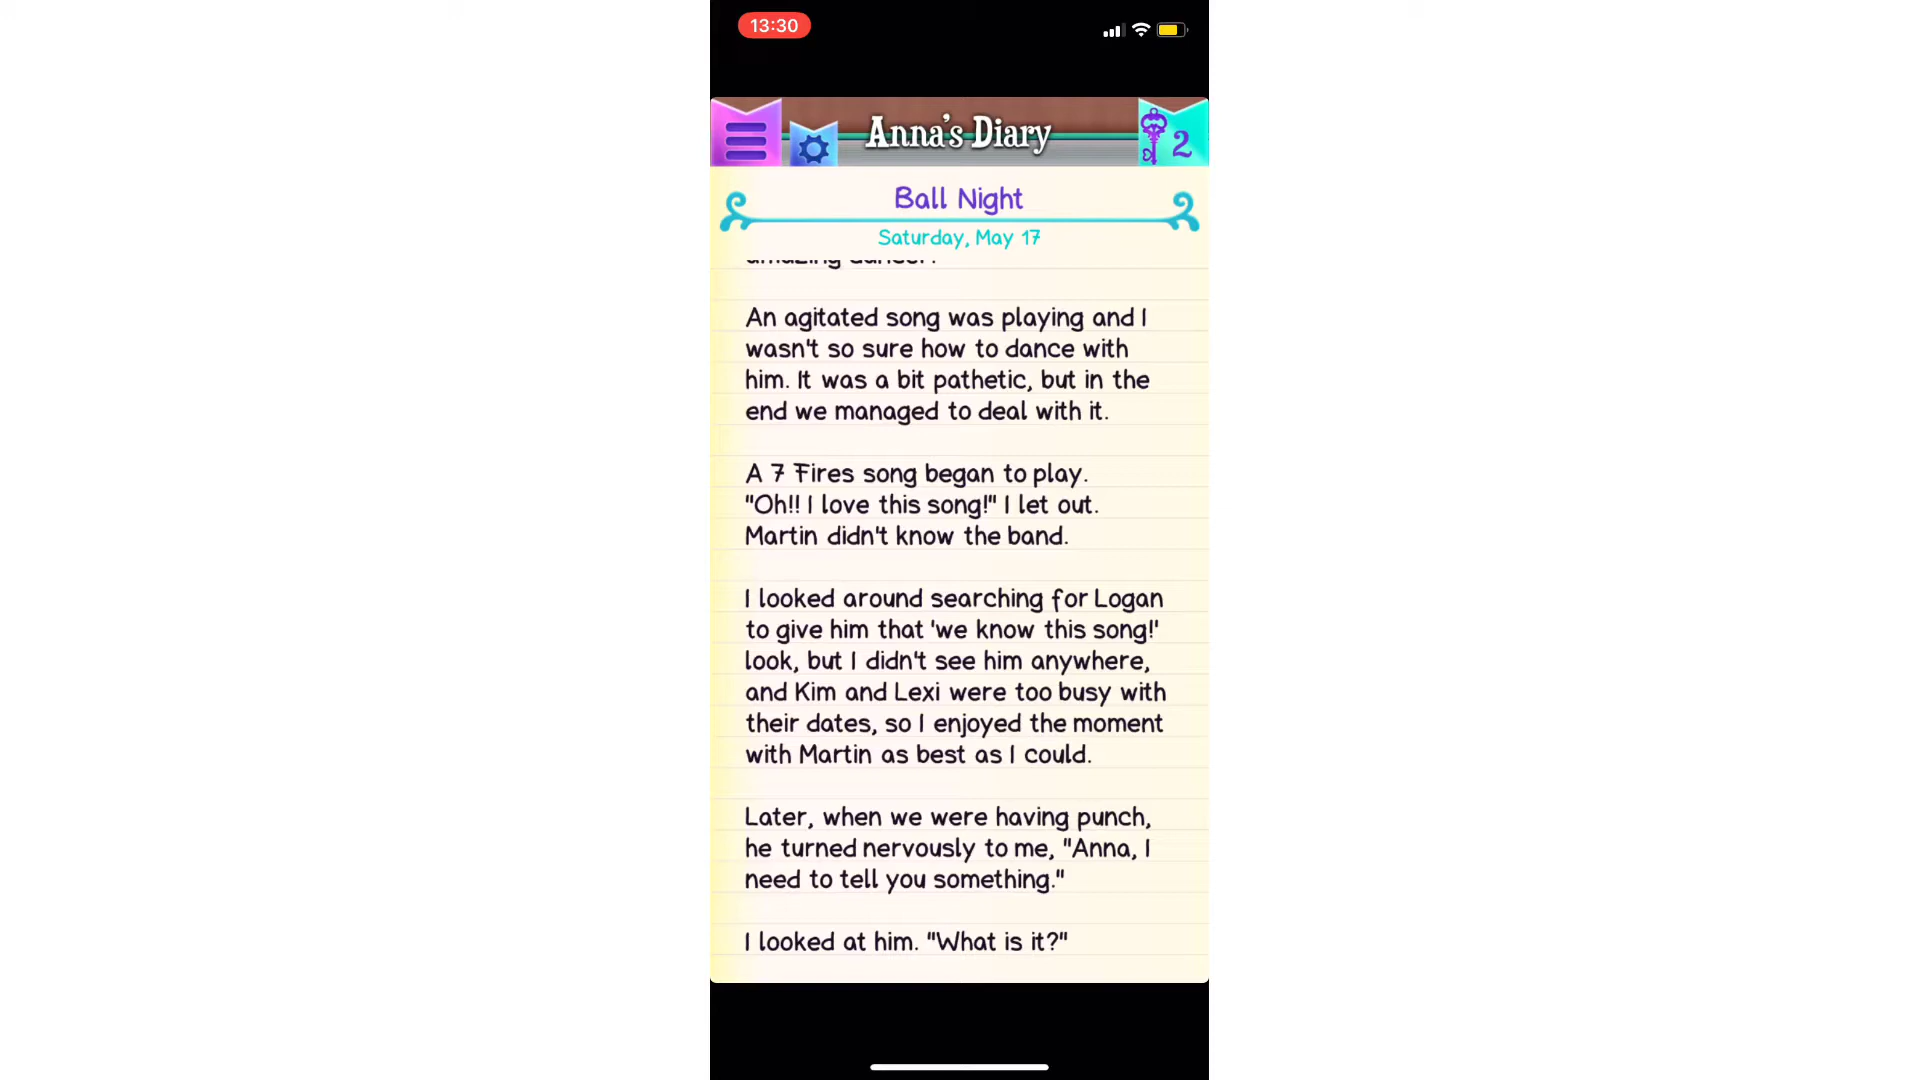 13:30
Anna's Diary
2
Ball Night
Saturday, May 17
amazing dancer.
An agitated song was playing and I
wasn't so sure how to dance with
him. It was a bit pathetic, but in the
end we managed to deal with it.
A 7 Fires song began to play.
"Oh!! I love this song!" I let out.
Martin didn't know the band.
I looked around searching for Logan
to give him that 'we know this song!'
look, but I didn't see him anywhere,
and Kim and Lexi were too busy with
their dates, so I enjoyed the moment
with Martin as best as I could.
Later, when we were having punch,
he turned nervously to me, "Anna, I
need to tell you something."
I looked at him. "What is it?"